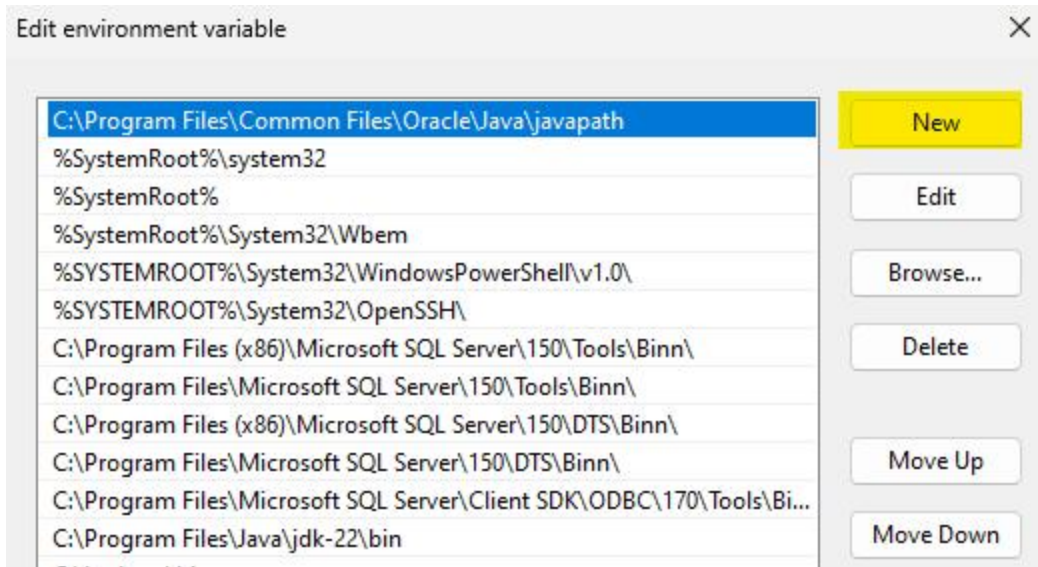 Edit environment variable
C:\Program Files\Common Files\Oracle\Java\javapath
New
%SystemRoot%\system32
%SystemRoot%
Edit
%SystemRoot%\System32\Wbem
%SYSTEMROOT%\System32\WindowsPowerShell\v1.0\
Browse...
%SYSTEMROOT%\System32\OpenSSH\
C:\Program Files (x86)\Microsoft SQL Server\150\Tools\Binn\
Delete
C:\Program Files\Microsoft SQL Server\150\Tools\Binn\
C:\Program Files (x86)\Microsoft SQL Server\150\DTS\Binn\
C:\Program Files\Microsoft SQL Server\150\DTS\Binn\
Move Up
C:\Program Files\Microsoft SQL Server\Client SDK\ODBC\170\Tools\Bi...
C:\Program Files\Java\jdk-22\bin
Move Down